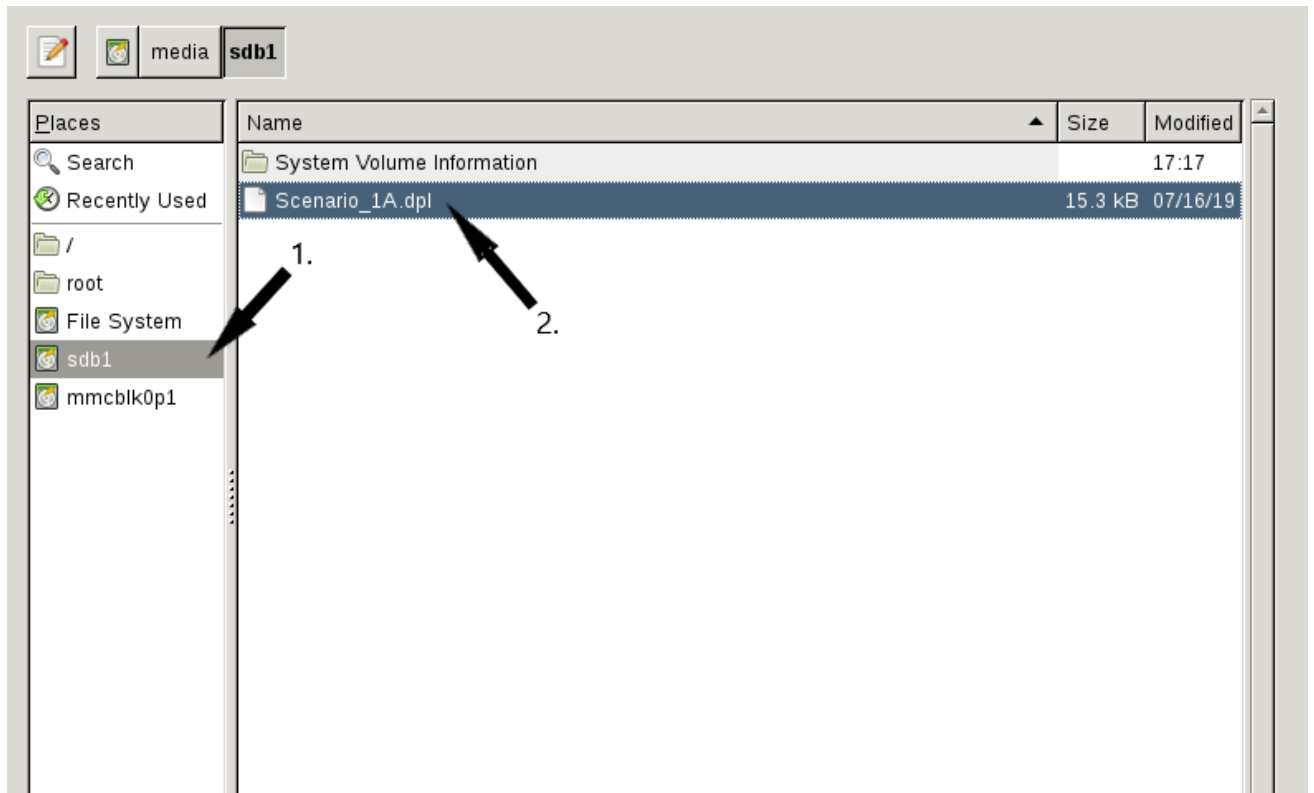 media sdb1
Places
Name Size Modified
Search
System Volume Information 17:17
Recently Used
Scenario_1A.dpl 15.3 kB 07/16/19
/
1.
root
File System
2.
sdb1
mmcblk0p1